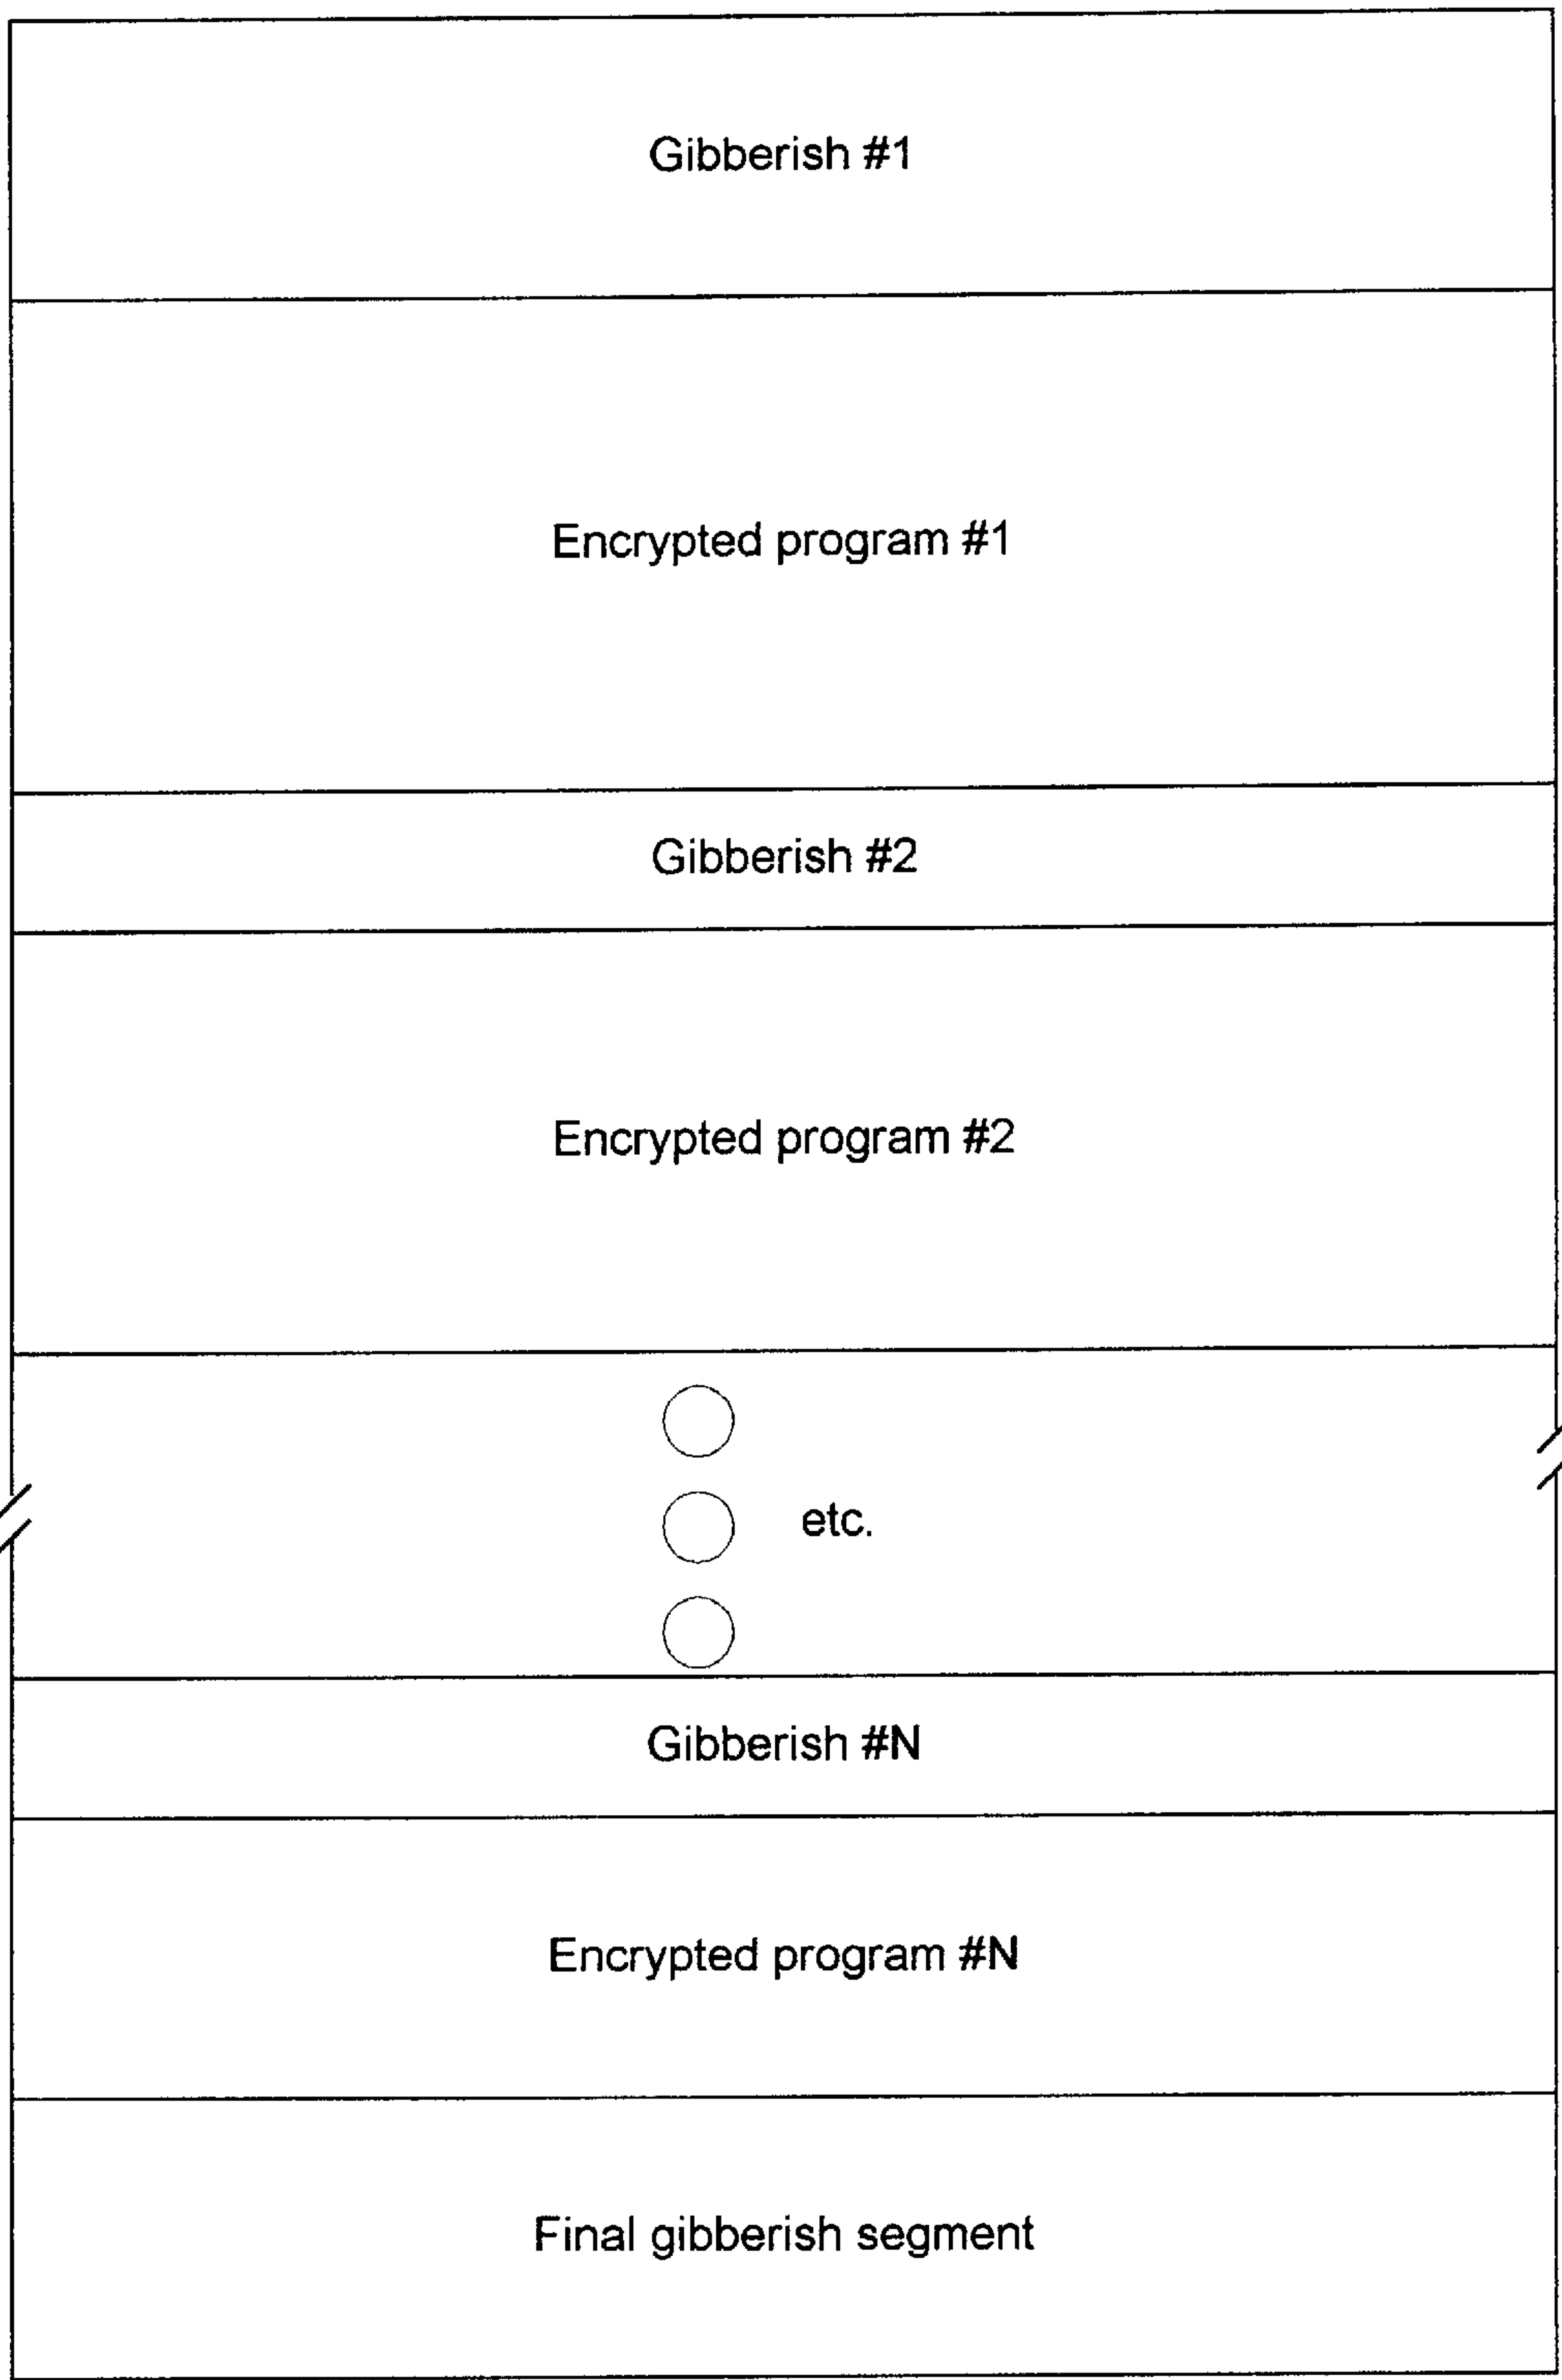 Gibberish #1
Encrypted program #1
Gibberish #2
Encrypted program #2
etc.
Gibberish #N
Encrypted program #N
Final gibberish segment